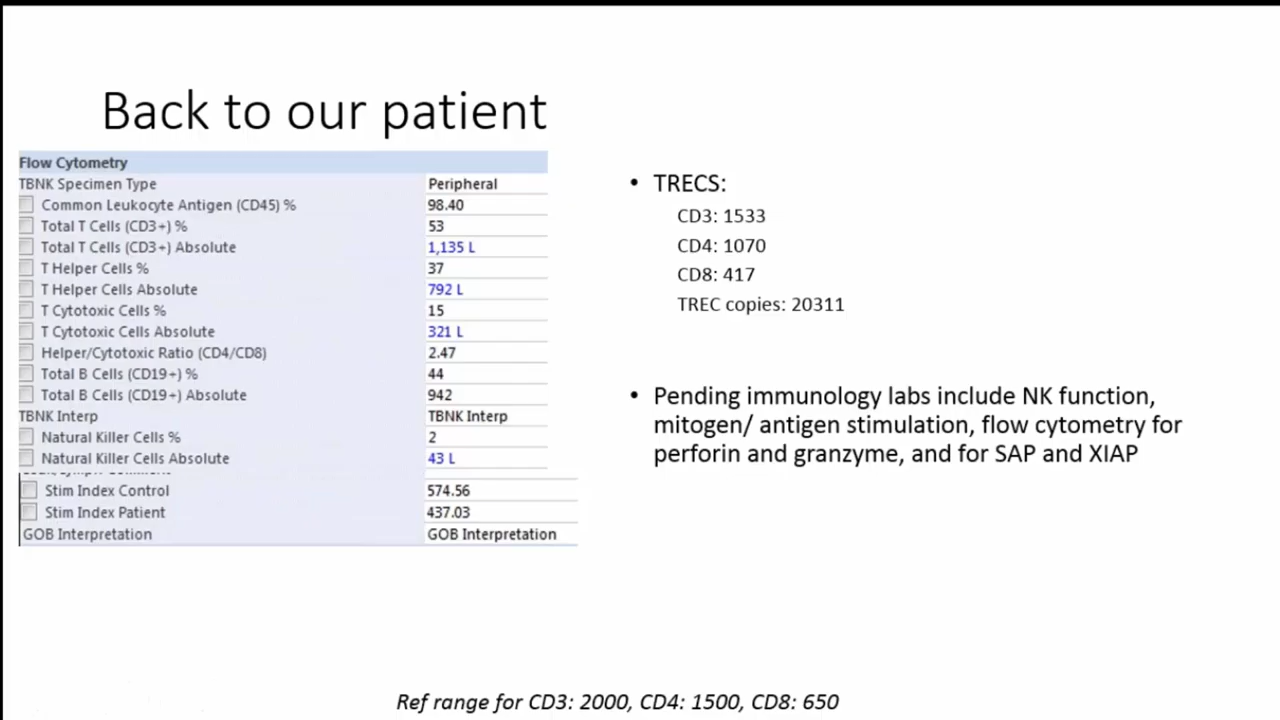 Back to our patient
Flow Cytometry
TBNK Specimen Type Peripheral
Common Leukocyte Antigen (CD45) % 98.40
Total T Cells (CD3+) % 53
Total T Cells (CD3+) Absolute 1,135 L
T Helper Cells % 37
T Helper Cells Absolute 792 L
T Cytotoxic Cells % 15
T Cytotoxic Cells Absolute 321 L
Helper/Cytotoxic Ratio (CD4/CD8) 2.47
Total B Cells (CD19+) % 44
Total B Cells (CD19+) Absolute 942
TBNK Interp TBNK Interp
Natural Killer Cells % 2
Natural Killer Cells Absolute 43 L
Stim Index Control 574.56
Stim Index Patient 437.03
GOB Interpretation GOB Interpretation
• TRECS:
CD3: 1533
CD4: 1070
CD8: 417
TREC copies: 20311
• Pending immunology labs include NK function,
mitogen/ antigen stimulation, flow cytometry for
perforin and granzyme, and for SAP and XIAP
Ref range for CD3: 2000, CD4: 1500, CD8: 650